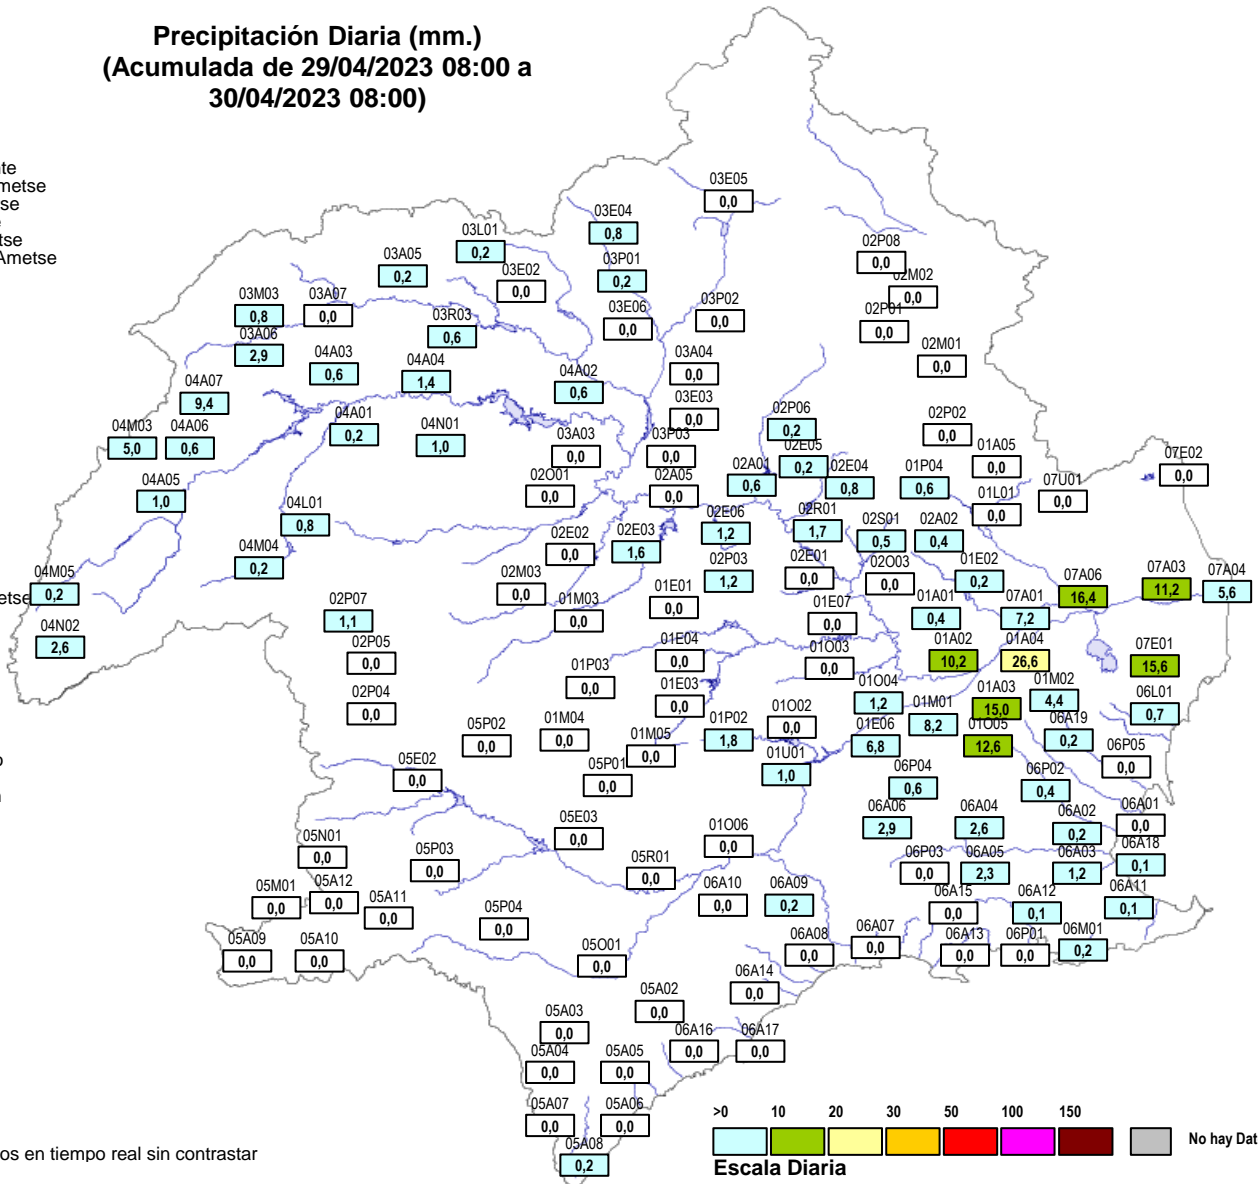 Precipitación Diaria (mm.)
(Acumulada de 29/04/2023 08:00 a
30/04/2023 08:00)
03E05
0,0
03E04
0,8
03L01
0,2
03A05
0,2
03E02
0,0
03P01
0,2
02P08
0,0
02M02
0,0
03M03
0,8
03A07
0,0
03R03
0,6
03E06
0,0
03P02
0,0
02P01
0,0
03A06
2,9
04A03
0,6
04A04
1,4
04A02
0,6
03A04
0,0
02M01
0,0
04A07
9,4
03E03
0,0
04M03
5,0
04A06
0,6
04A01
0,2
04N01
1,0
03A03
0,0
03P03
0,0
02P06
0,2
02P02
0,0
02E05
0,2
01A05
0,0
07E02
0,0
04A05
1,0
02O01
0,0
02A05
0,0
02A01
0,6
02E04
0,8
01P04
0,6
07U01
0,0
01L01
0,0
04L01
0,8
02E06
1,2
02R01
1,7
02S01
0,5
02A02
0,4
02E02
0,0
02E03
1,6
04M04
0,2
02P03
1,2
02E01
0,0
02O03
0,0
01E02
0,2
04M05
0,2
etse
02M03
0,0
01M03
0,0
01E01
0,0
07A06
16,4
07A03
11,2
07A04
5,6
02P07
1,1
01E07
0,0
01A01
0,4
07A01
7,2
04N02
2,6
02P05
0,0
01E04
0,0
01O03
0,0
01A02
10,2
01A04
26,6
07E01
15,6
01P03
0,0
01E03
0,0
01O04
1,2
01A03
15,0
01M02
4,4
06L01
0,7
02P04
0,0
01M01
8,2
05P02
0,0
01M04
0,0
01P02
1,8
01O02
0,0
01E06
6,8
01O05
12,6
06A19
0,2
01M05
0,0
06P05
0,0
05E02
0,0
05P01
0,0
01U01
1,0
06P04
0,6
06P02
0,4
05E03
0,0
01O06
0,0
06A06
2,9
06A04
2,6
06A02
0,2
06A01
0,0
05N01
0,0
05P03
0,0
05R01
0,0
06P03
0,0
06A05
2,3
06A03
1,2
06A18
0,1
05M01
0,0
05A12
0,0
05A11
0,0
06A10
0,0
06A09
0,2
06A15
0,0
06A12
0,1
06A11
0,1
05P04
0,0
05A09
0,0
05A10
0,0
05O01
0,0
06A08
0,0
06A07
0,0
06A13
0,0
06P01
0,0
06M01
0,2
06A14
0,0
05A03
0,0
05A02
0,0
06A16
0,0
06A17
0,0
05A04
0,0
05A05
0,0
05A07
0,0
05A06
0,0
05A08
0,2
os en tiempo real sin contrastar
>0 10 20 30 50 100 150
No hay Dat
Escala Diaria